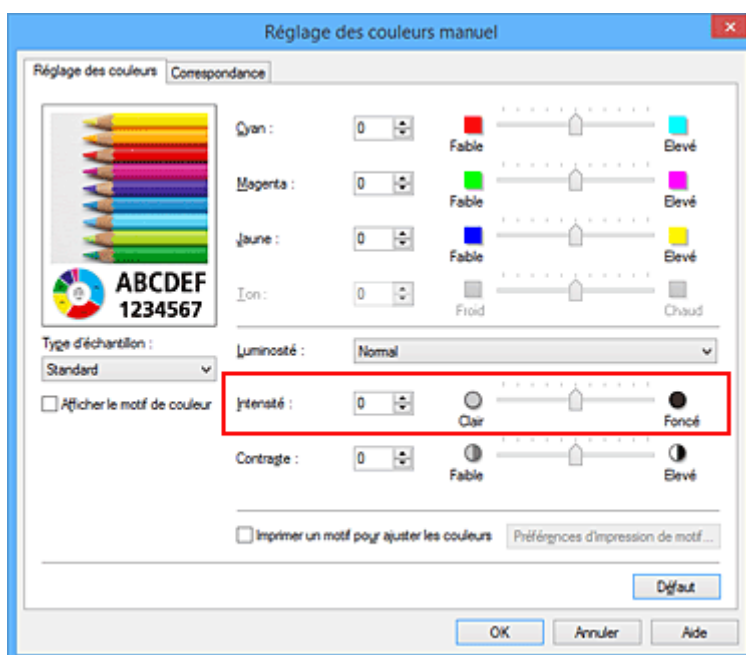 Réglage des couleurs manuel
Réglage des couleurs
Correspondance
Cyan :
0
Fable
Elevé
Magenta :
0
Fable
Elevé
Jaune :
0
Fable
Elevé
Ton :
0
Froid
Chaud
ABCDEF
1234567
Type d'échantillon :
Standard
Afficher le motif de couleur
Luminosité :
Normal
Intensité :
0
Clair
Foncé
Contraste :
0
Faible
Elevé
Imprimer un motif pour ajuster les couleurs
Préférences d'impression de motif...
Défaut
OK
Annuler
Aide